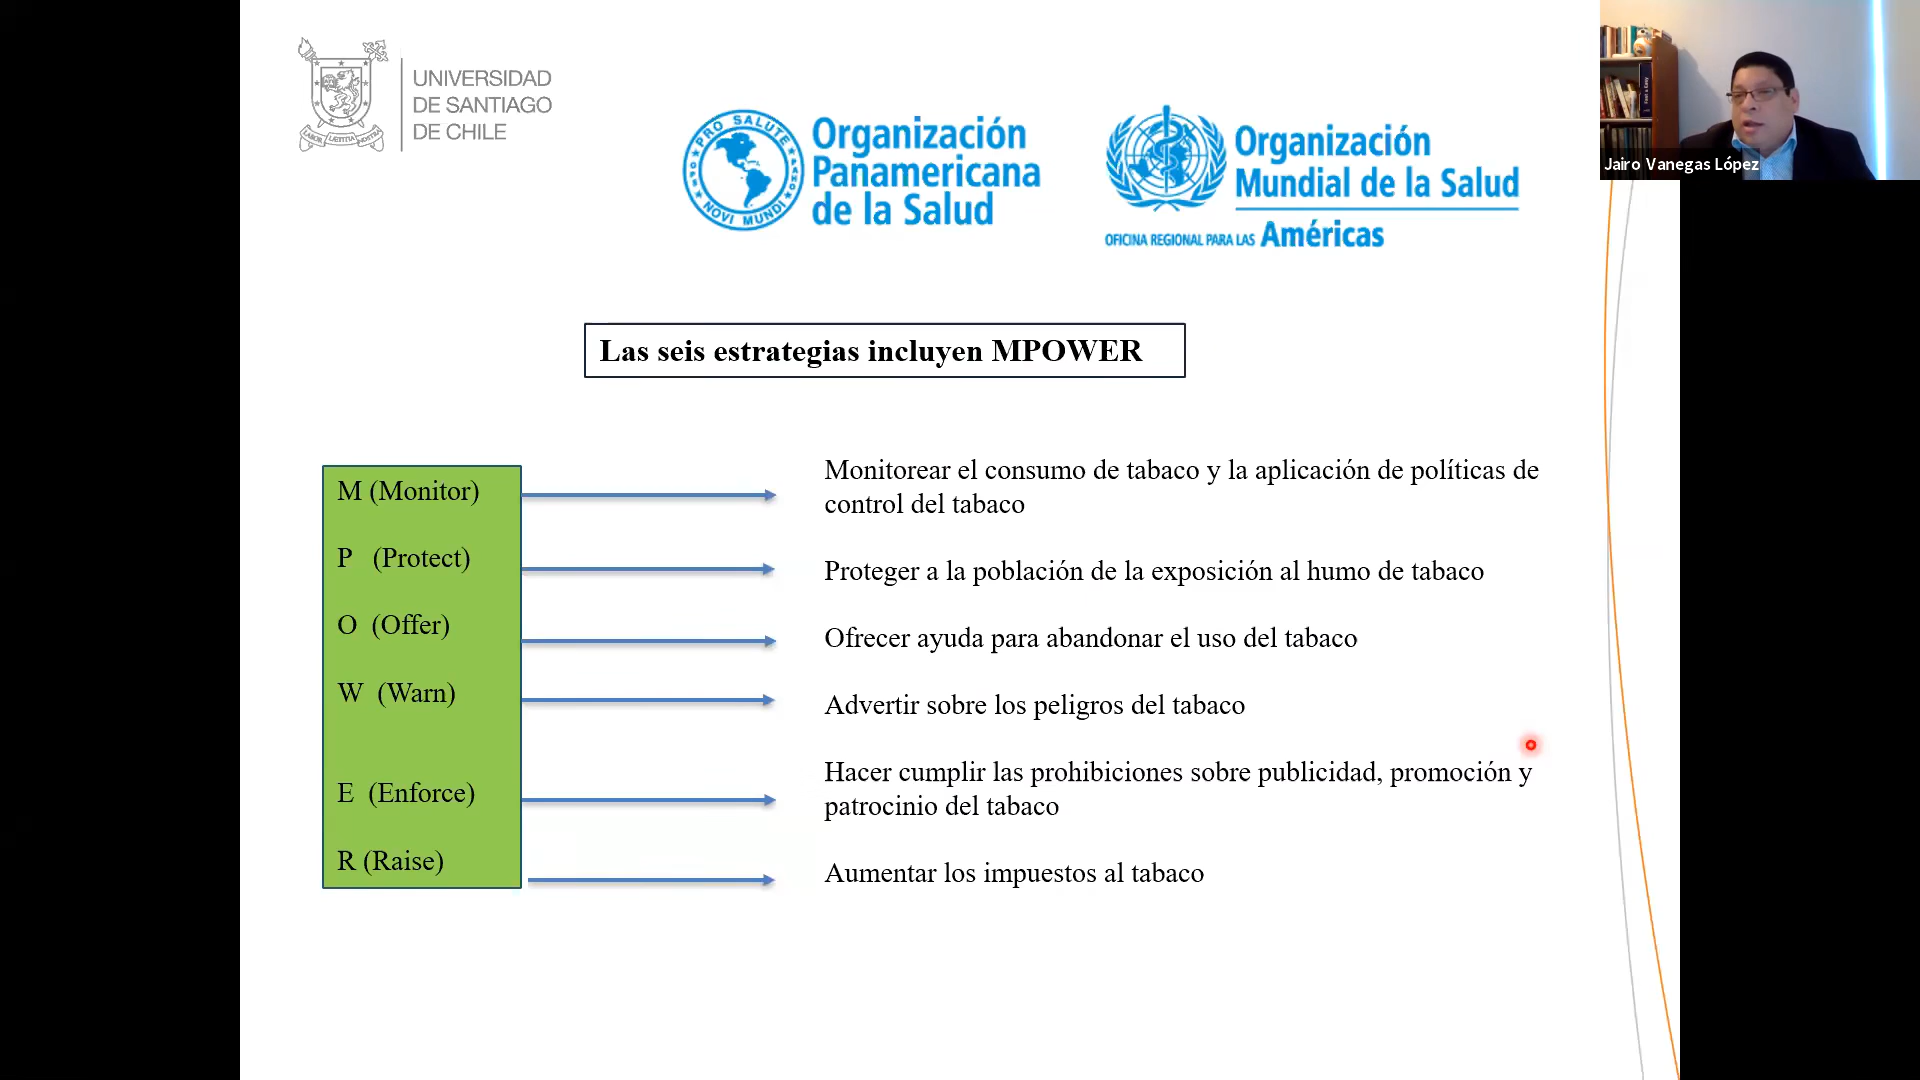 UNIVERSIDAD
DE SANTIAGO
DE CHILE
LABOR LÆTITIA NOSTRA
PRO SALUTE
NOVI MUNDI
Organización
Panamericana
de la Salud
Organización
Mundial de la Salud
OFICINA REGIONAL PARA LAS Américas
Jairo Vanegas López
Las seis estrategias incluyen MPOWER
M (Monitor)
Monitorear el consumo de tabaco y la aplicación de políticas de
control del tabaco
P (Protect)
Proteger a la población de la exposición al humo de tabaco
O (Offer)
Ofrecer ayuda para abandonar el uso del tabaco
W (Warn)
Advertir sobre los peligros del tabaco
E (Enforce)
Hacer cumplir las prohibiciones sobre publicidad, promoción y
patrocinio del tabaco
R (Raise)
Aumentar los impuestos al tabaco